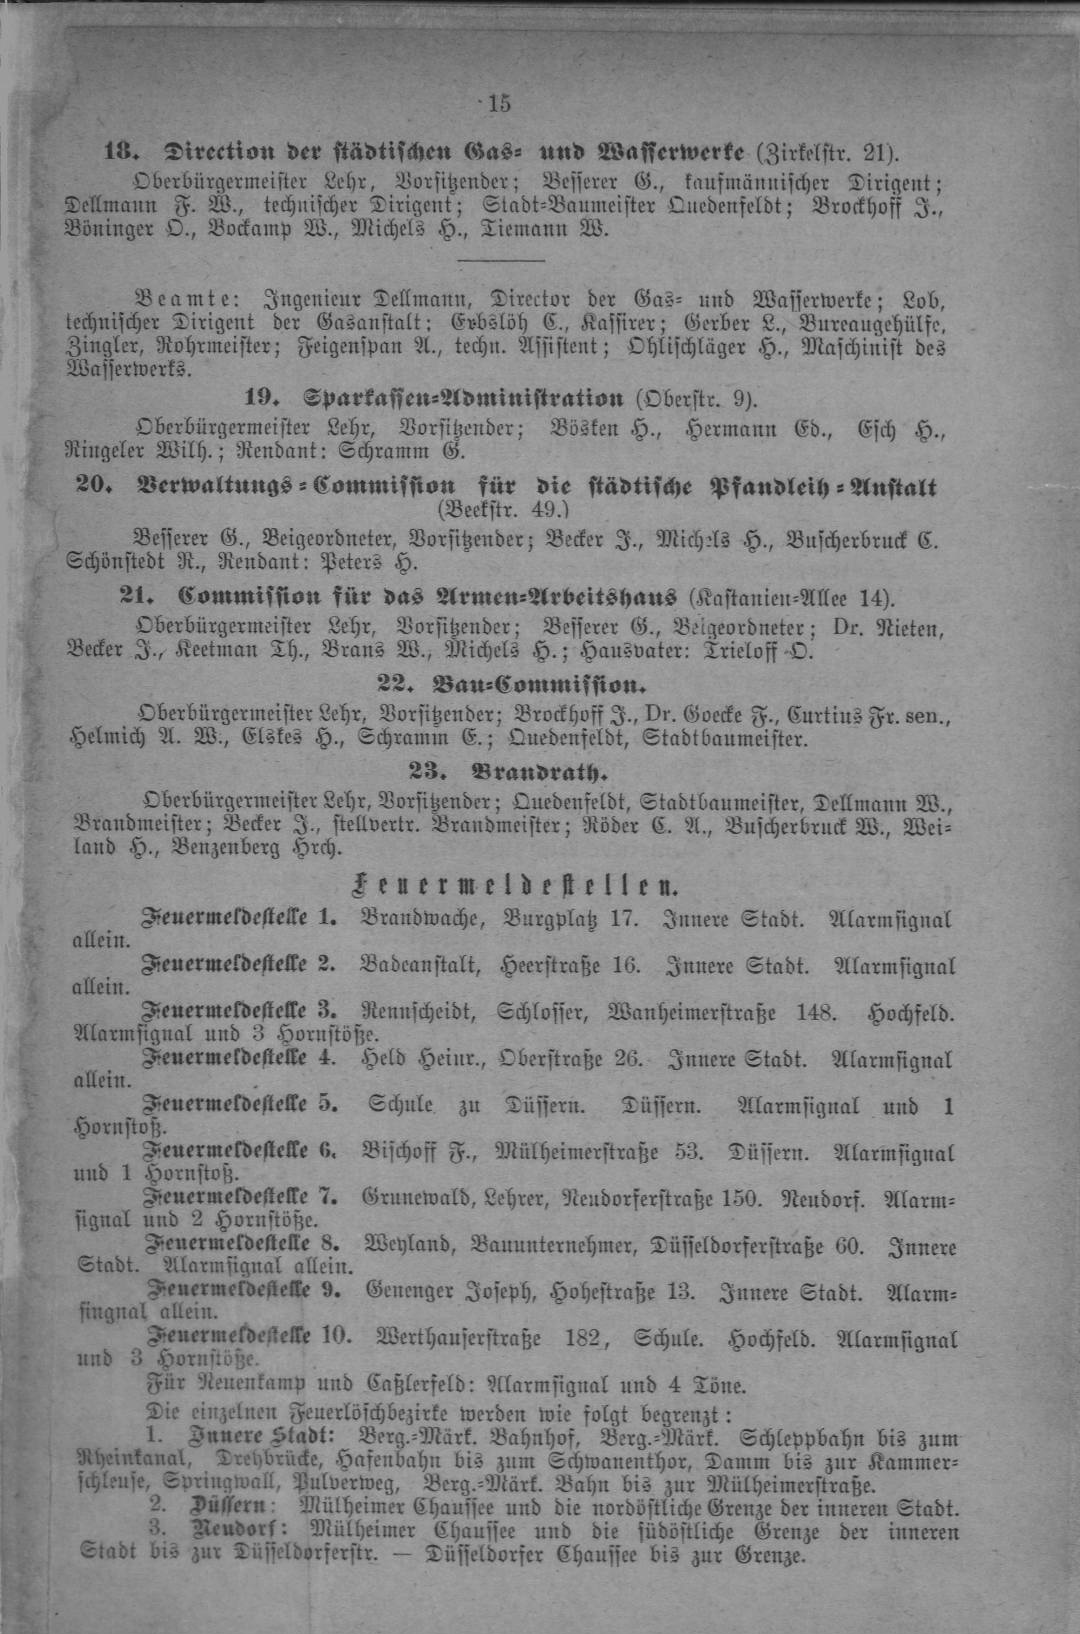 15
18. Direction der städtischen Gas- und Wasserwerke (Zirkelstr. 21).
Oberbürgermeister Lehr, Vorsitzender; Besserer G., kaufmännischer Dirigent;
Dellmann F. W., technischer Dirigent; Stadt-Baumeister Quedenfeldt; Brockhoff J.,
Böninger O., Bockamp W., Michels H., Tiemann W.
Beamte: Ingenieur Dellmann, Director der Gas- und Wasserwerke; Lob,
technischer Dirigent der Gasanstalt; Erbslöh C., Kassirer; Gerber L., Bureaugehülfe,
Zingler, Rohrmeister; Feigenspan A., techn. Assistent; Ohlischläger H., Maschinist des
Wasserwerks.
19. Sparkassen-Administration (Oberstr. 9).
Oberbürgermeister Lehr, Vorsitzender; Bösken H., Hermann Ed., Esch H.,
Ringeler Wilh.; Rendant: Schramm G.
20. Verwaltungs-Commission für die städtische Pfandleih-Anstalt
(Beekstr. 49.)
Besserer G., Beigeordneter, Vorsitzender; Becker J., Michels H., Buscherbruck C.
Schönstedt R., Rendant: Peters H.
21. Commission für das Armen-Arbeitshaus (Kastanien-Allee 14).
Oberbürgermeister Lehr, Vorsitzender; Besserer G., Beigeordneter; Dr. Nieten,
Becker J., Keetman Th., Brans W., Michels H.; Hausvater: Trieloff O.
22. Bau-Commission.
Oberbürgermeister Lehr, Vorsitzender; Brockhoff J., Dr. Goecke F., Curtius Fr. sen.,
Helmich A. W., Elskes H., Schramm E.; Quedenfeldt, Stadtbaumeister.
23. Brandrath.
Oberbürgermeister Lehr, Vorsitzender; Quedenfeldt, Stadtbaumeister, Dellmann W.,
Brandmeister; Becker J., stellvertr. Brandmeister; Röder C. A., Buscherbruck W., Wei-
land H., Benzenberg Hrch.
Feuermeldestellen.
Feuermeldestelle 1. Brandwache, Burgplatz 17. Innere Stadt. Alarmsignal
allein.
Feuermeldestelle 2. Badeanstalt, Heerstraße 16. Innere Stadt. Alarmsignal
allein.
Feuermeldestelle 3. Rennscheidt, Schlosser, Wanheimerstraße 148. Hochfeld.
Alarmsignal und 3 Hornstöße.
Feuermeldestelle 4. Held Heinr., Oberstraße 26. Innere Stadt. Alarmsignal
allein.
Feuermeldestelle 5. Schule zu Düssern. Düssern. Alarmsignal und 1
Hornstoß.
Feuermeldestelle 6. Bischoff F., Mülheimerstraße 53. Düssern. Alarmsignal
und 1 Hornstoß.
Feuermeldestelle 7. Grunewald, Lehrer, Neudorferstraße 150. Neudorf. Alarm-
signal und 2 Hornstöße.
Feuermeldestelle 8. Weyland, Bauunternehmer, Düsseldorferstraße 60. Innere
Stadt. Alarmsignal allein.
Feuermeldestelle 9. Genenger Joseph, Hohestraße 13. Innere Stadt. Alarm-
singnal allein.
Feuermeldestelle 10. Werthauserstraße 182, Schule. Hochfeld. Alarmsignal
und 3 Hornstöße.
Für Neuenkamp und Caßlerfeld: Alarmsignal und 4 Töne.
Die einzelnen Feuerlöschbezirke werden wie folgt begrenzt:
1. Innere Stadt: Berg.-Märk. Bahnhof, Berg.-Märk. Schleppbahn bis zum
Rheinkanal, Drehbrücke, Hafenbahn bis zum Schwanenthor, Damm bis zur Kammer-
schleuse, Springwall, Pulverweg, Berg.-Märk. Bahn bis zur Mülheimerstraße.
2. Düssern: Mülheimer Chaussee und die nordöstliche Grenze der inneren Stadt.
3. Neudorf: Mülheimer Chaussee und die südöstliche Grenze der inneren
Stadt bis zur Düsseldorferstr. — Düsseldorfer Chaussee bis zur Grenze.